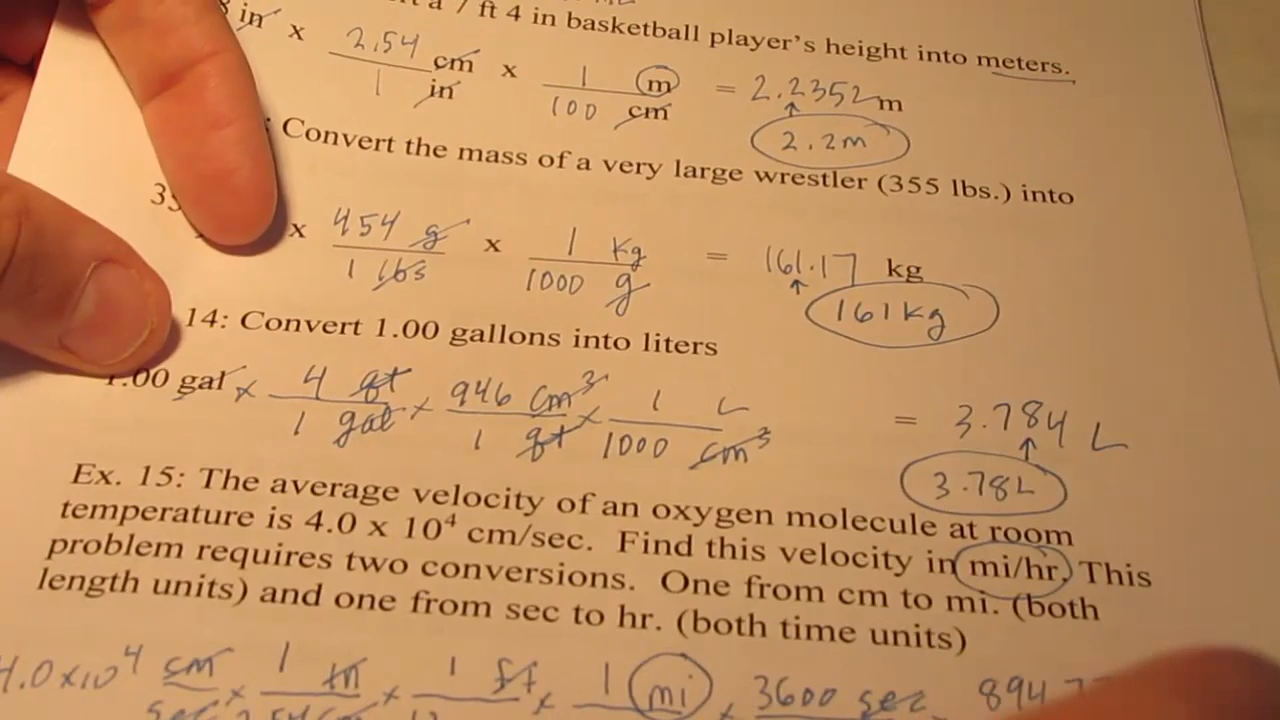 a 7 ft 4 in basketball player's height into meters.
in x 2.54 cm / 1 in x 1 m / 100 cm = 2.2352 m
2.2m
Convert the mass of a very large wrestler (355 lbs.) into
x 454 g / 1 lbs x 1 kg / 1000 g = 161.17 kg
161kg
14: Convert 1.00 gallons into liters
1.00 gal x 4 qt / 1 gal x 946 cm³ / 1 qt x 1 L / 1000 cm³ = 3.784 L
3.78L
Ex. 15: The average velocity of an oxygen molecule at room
temperature is 4.0 x 10⁴ cm/sec. Find this velocity in mi/hr. This
problem requires two conversions. One from cm to mi. (both
length units) and one from sec to hr. (both time units)
4.0x10⁴ cm / sec x 1 in / 2.54 cm x 1 ft x 1 mi x 3600 sec 894.